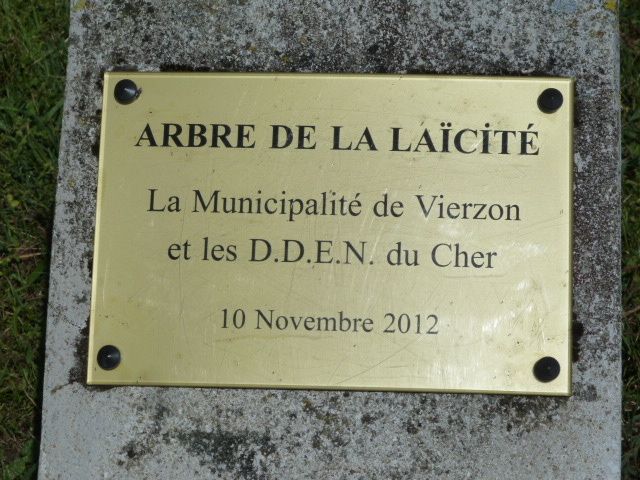 ARBRE DE LA LAÏCITÉ
La Municipalité de Vierzon
et les D.D.E.N. du Cher
10 Novembre 2012